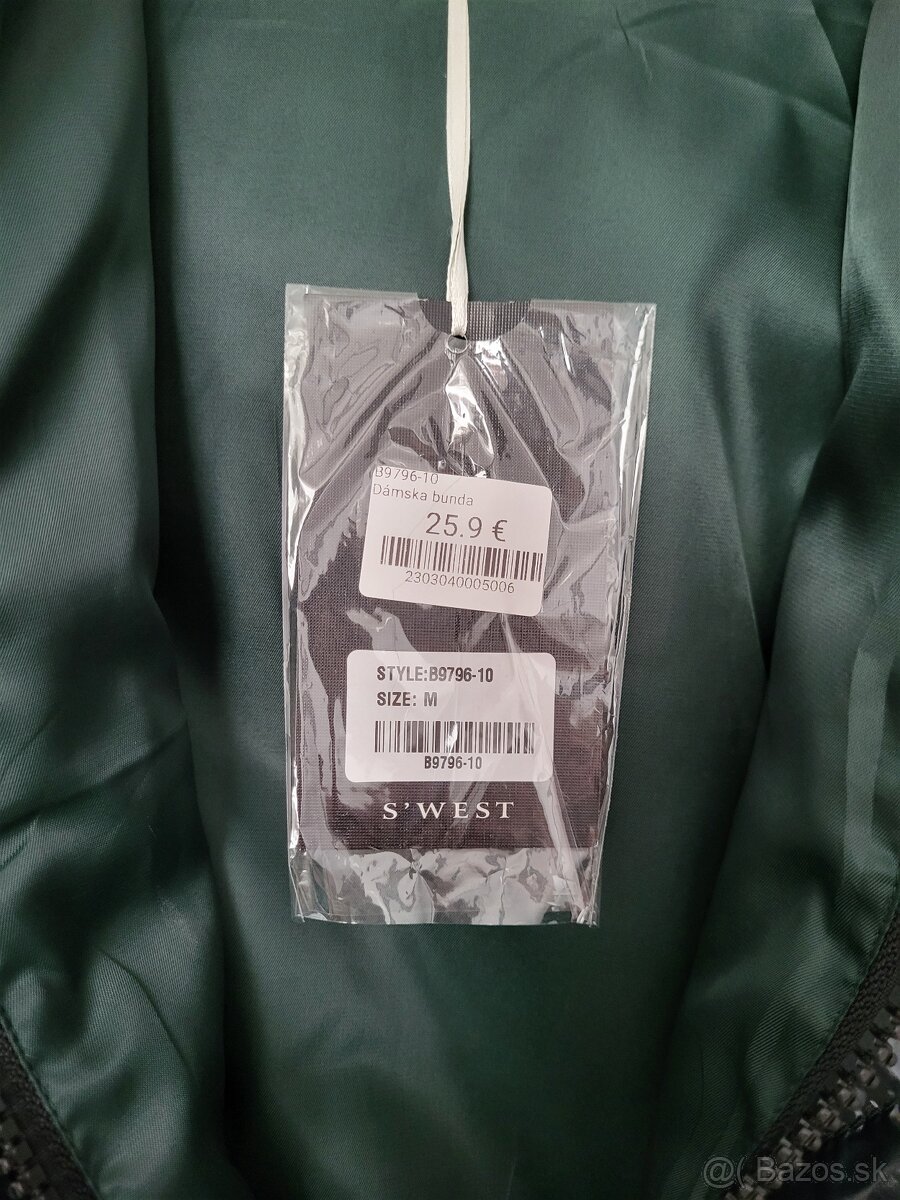 B9796-10
Dámska bunda
25.9 €
2303040005006
STYLE:B9796-10
SIZE: M
B9796-10
S'WEST
@( Bazos.sk